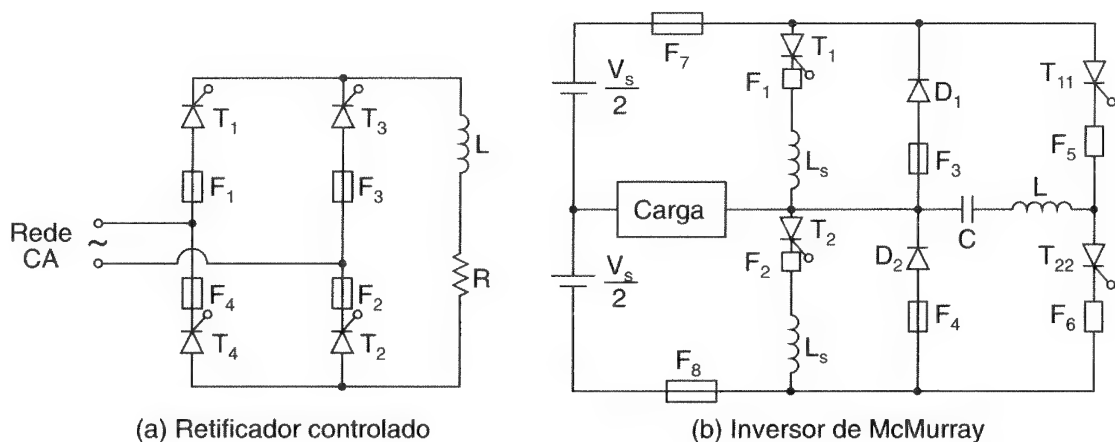 T1
T3
L
F1
F3
Rede
CA
~
F4
F2
R
T4
T2
(a) Retificador controlado
F7
T1
Vs
2
F1
D1
T11
F5
Ls
F3
L
Carga
C
T2
F2
D2
T22
Vs
2
Ls
F4
F6
F8
(b) Inversor de McMurray